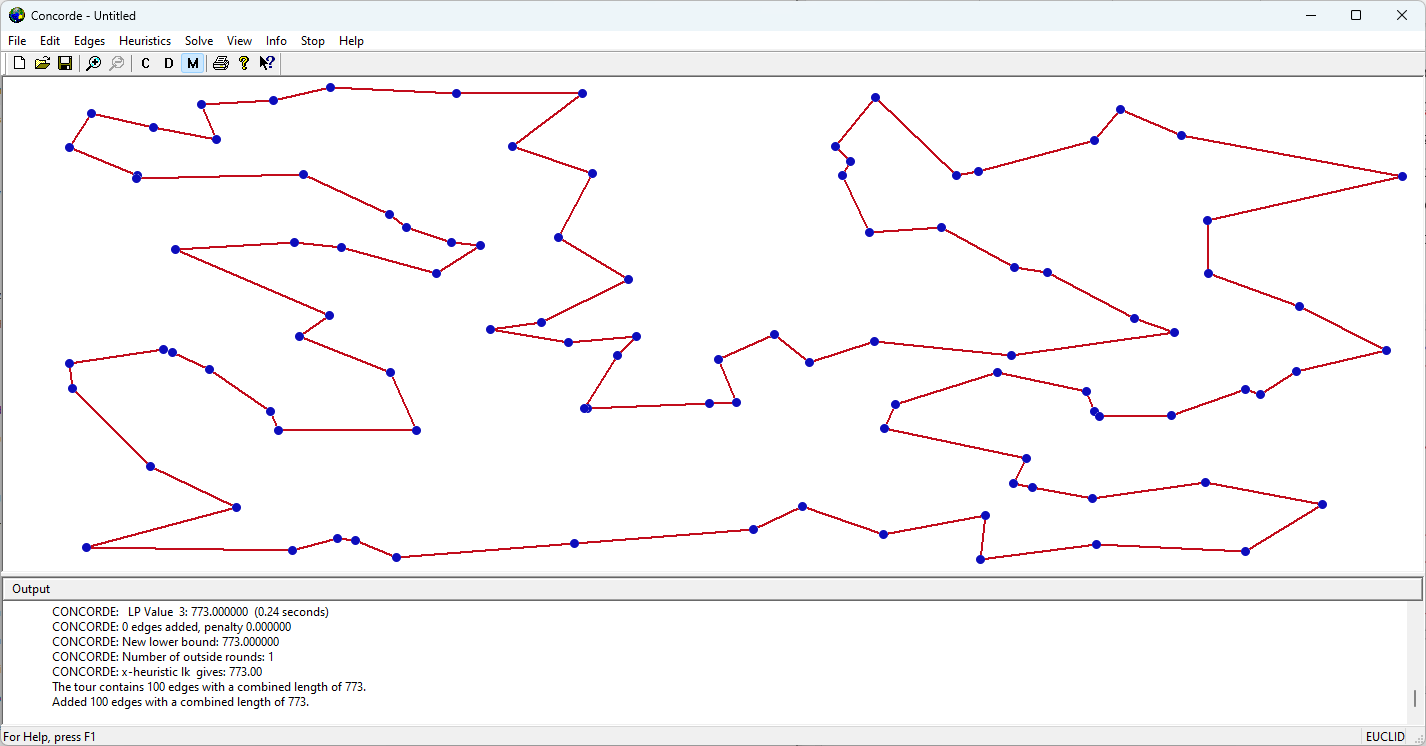 Concorde - Untitled
File Edit Edges Heuristics Solve View Info Stop Help
C D M
Output
CONCORDE:   LP Value  3: 773.000000  (0.24 seconds)
CONCORDE: 0 edges added, penalty 0.000000
CONCORDE: New lower bound: 773.000000
CONCORDE: Number of outside rounds: 1
CONCORDE: x-heuristic lk  gives: 773.00
The tour contains 100 edges with a combined length of 773.
Added 100 edges with a combined length of 773.
For Help, press F1
EUCLID